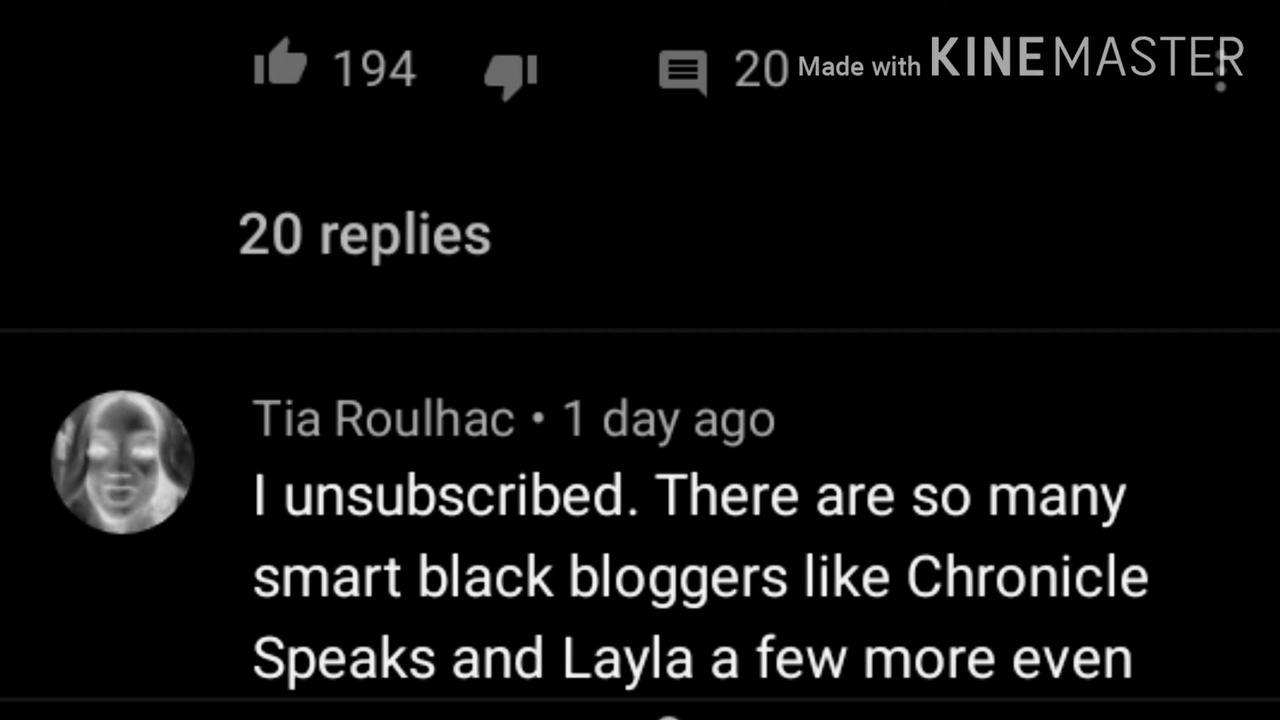 194 20 Made with KINEMASTER
20 replies
Tia Roulhac • 1 day ago
I unsubscribed. There are so many
smart black bloggers like Chronicle
Speaks and Layla a few more even